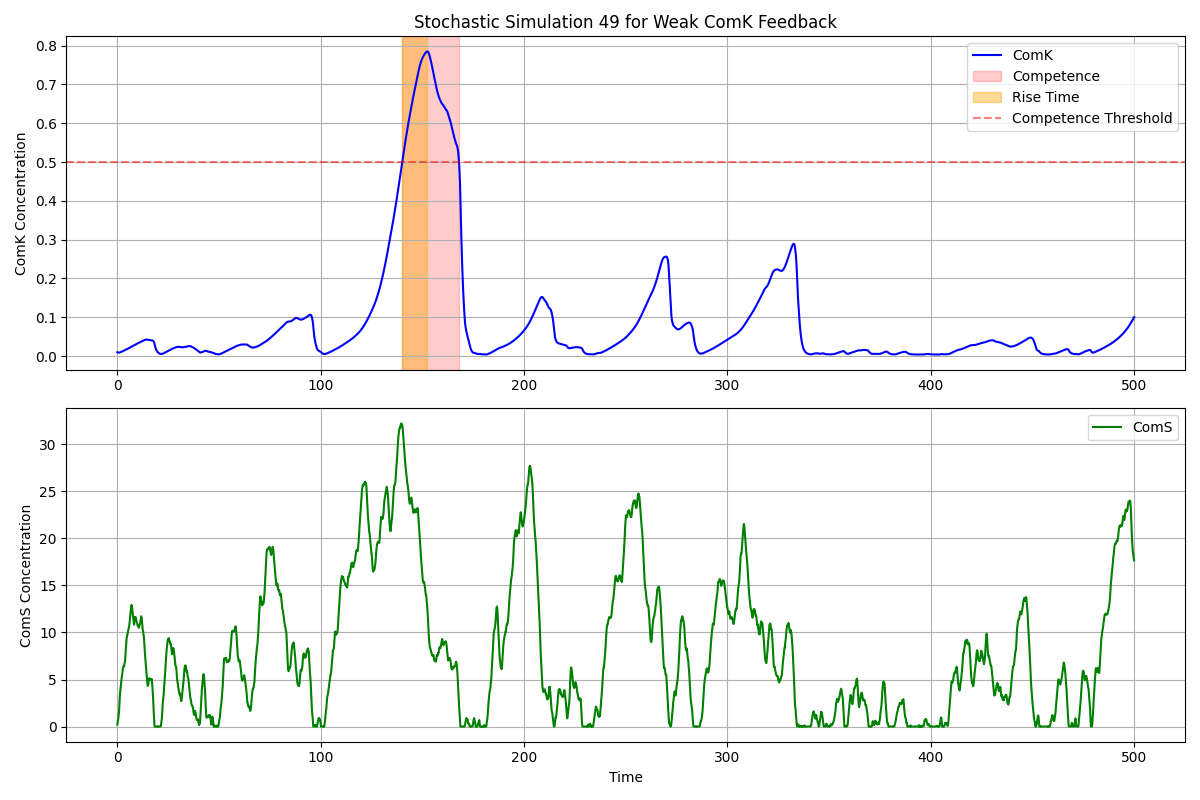 Stochastic Simulation 49 for Weak ComK Feedback
ComK Concentration
0.8
0.7
0.6
0.5
0.4
0.3
0.2
0.1
0.0
ComK
Competence
Rise Time
Competence Threshold
0 100 200 300 400 500
ComS Concentration
30
25
20
15
10
5
0
ComS
0 100 200 300 400 500
Time